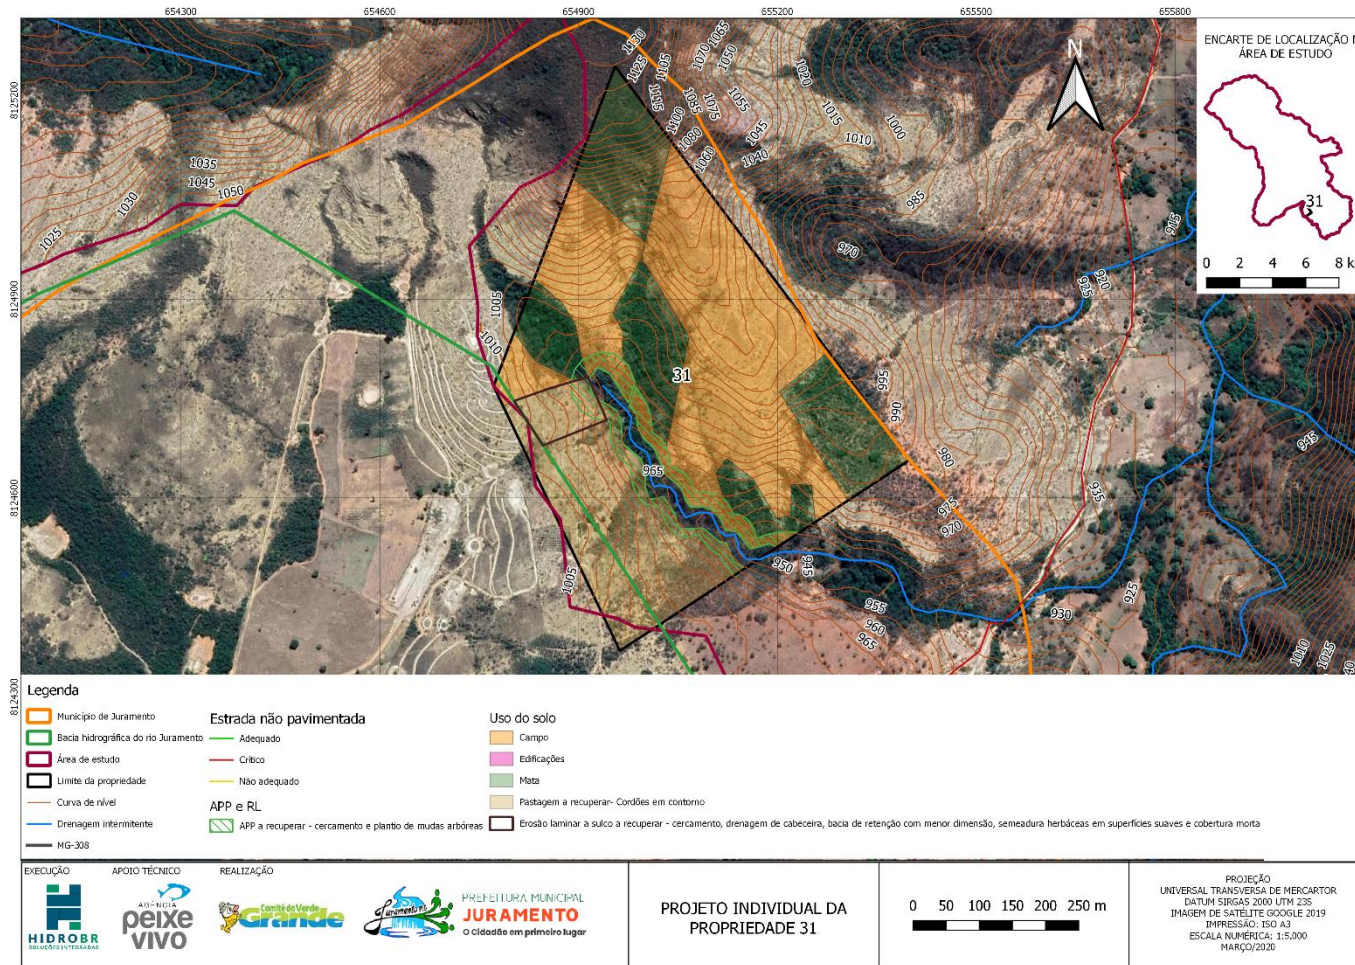 654300
654600
654900
655200
655500
655800
8125200
8124900
8124600
8124300
1130
1125
1105
1115
1100
1080
1060
1085
1075
1070
1065
1050
1055
1045
1040
1020
1015
1010
1000
985
970
1035
1045
1050
1030
1025
1005
1010
31
965
995
990
980
975
970
950
945
955
960
965
1005
915
920
925
935
930
925
945
1010
1025
N
ENCARTE DE LOCALIZAÇÃO N
ÁREA DE ESTUDO
31
0 2 4 6 8 k
Legenda
Município de Juramento
Bacia hidrográfica do rio Juramento
Área de estudo
Limite da propriedade
Curva de nível
Drenagem intermitente
MG-308
Estrada não pavimentada
Adequado
Crítico
Não adequado
APP e RL
APP a recuperar - cercamento e plantio de mudas arbóreas
Uso do solo
Campo
Edificações
Mata
Pastagem a recuperar- Cordões em contorno
Erosão laminar a sulco a recuperar - cercamento, drenagem de cabeceira, bacia de retenção com menor dimensão, semeadura herbáceas em superfícies suaves e cobertura morta
EXECUÇÃO
HIDROBR
SOLUÇÕES INTEGRADAS
APOIO TÉCNICO
AGÊNCIA
peixe
vivo
REALIZAÇÃO
Comitê do Verde
Grande
PREFEITURA MUNICIPAL
JURAMENTO
O Cidadão em primeiro lugar
PROJETO INDIVIDUAL DA
PROPRIEDADE 31
0 50 100 150 200 250 m
PROJEÇÃO
UNIVERSAL TRANSVERSA DE MERCARTOR
DATUM SIRGAS 2000 UTM 23S
IMAGEM DE SATÉLITE GOOGLE 2019
IMPRESSÃO: ISO A3
ESCALA NUMÉRICA: 1:5.000
MARÇO/2020